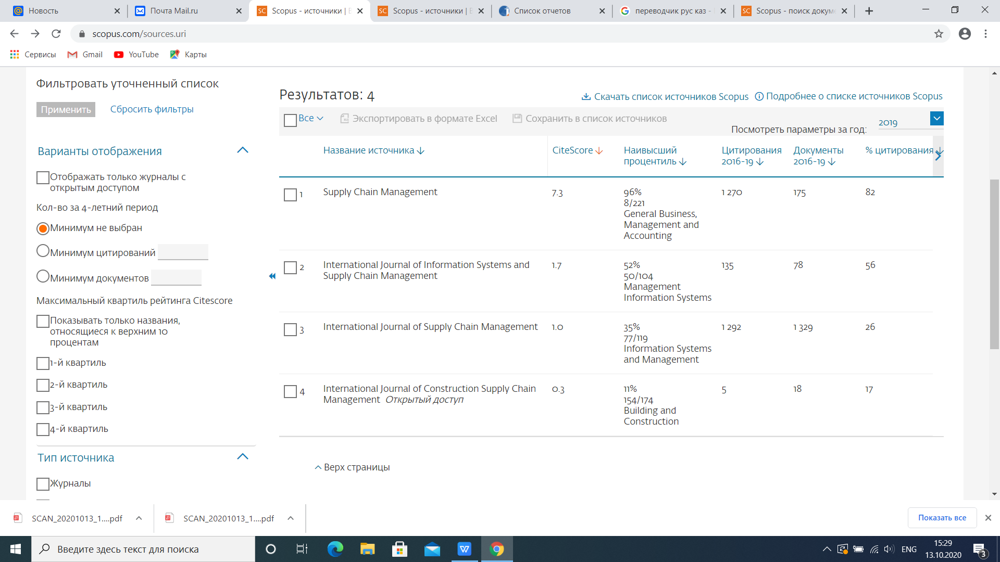 Новость
Почта Mail.ru
Scopus - источники |
Scopus - источники |
Список отчетов
переводчик рус каз -
Scopus - поиск докум
scopus.com/sources.uri
Сервисы
Gmail
YouTube
Карты
Фильтровать уточненный список
Применить
Сбросить фильтры
Варианты отображения
Отображать только журналы с
открытым доступом
Кол-во за 4-летний период
Минимум не выбран
Минимум цитирований
Минимум документов
Максимальный квартиль рейтинга Citescore
Показывать только названия,
относящиеся к верхним 10
процентам
1-й квартиль
2-й квартиль
3-й квартиль
4-й квартиль
Тип источника
Журналы
Результатов: 4
Скачать список источников Scopus
Подробнее о списке источников Scopus
Все
Экспортировать в формате Excel
Сохранить в список источников
Посмотреть параметры за год:
2019
Название источника
CiteScore
Наивысший
процентиль
Цитирования
2016-19
Документы
2016-19
% цитирования
1
Supply Chain Management
7.3
96%
8/221
General Business,
Management and
Accounting
1 270
175
82
2
International Journal of Information Systems and
Supply Chain Management
1.7
52%
50/104
Management
Information Systems
135
78
56
3
International Journal of Supply Chain Management
1.0
35%
77/119
Information Systems
and Management
1 292
1 329
26
4
International Journal of Construction Supply Chain
Management Открытый доступ
0.3
11%
154/174
Building and
Construction
5
18
17
Верх страницы
SCAN_20201013_1....pdf
SCAN_20201013_1....pdf
Показать все
Введите здесь текст для поиска
ENG
15:29
13.10.2020
3